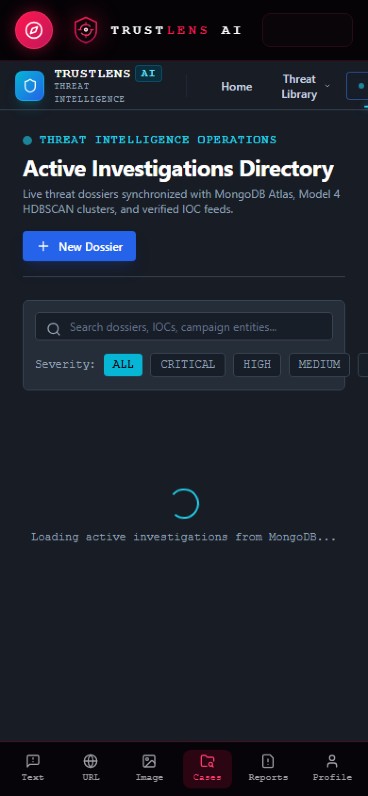 TRUSTLENS AI
TRUSTLENS AI
THREAT
INTELLIGENCE
Home
Threat
Library
THREAT INTELLIGENCE OPERATIONS
Active Investigations Directory
Live threat dossiers synchronized with MongoDB Atlas, Model 4
HDBSCAN clusters, and verified IOC feeds.
+ New Dossier
Search dossiers, IOCs, campaign entities...
Severity: ALL CRITICAL HIGH MEDIUM
Loading active investigations from MongoDB...
Text URL Image Cases Reports Profile